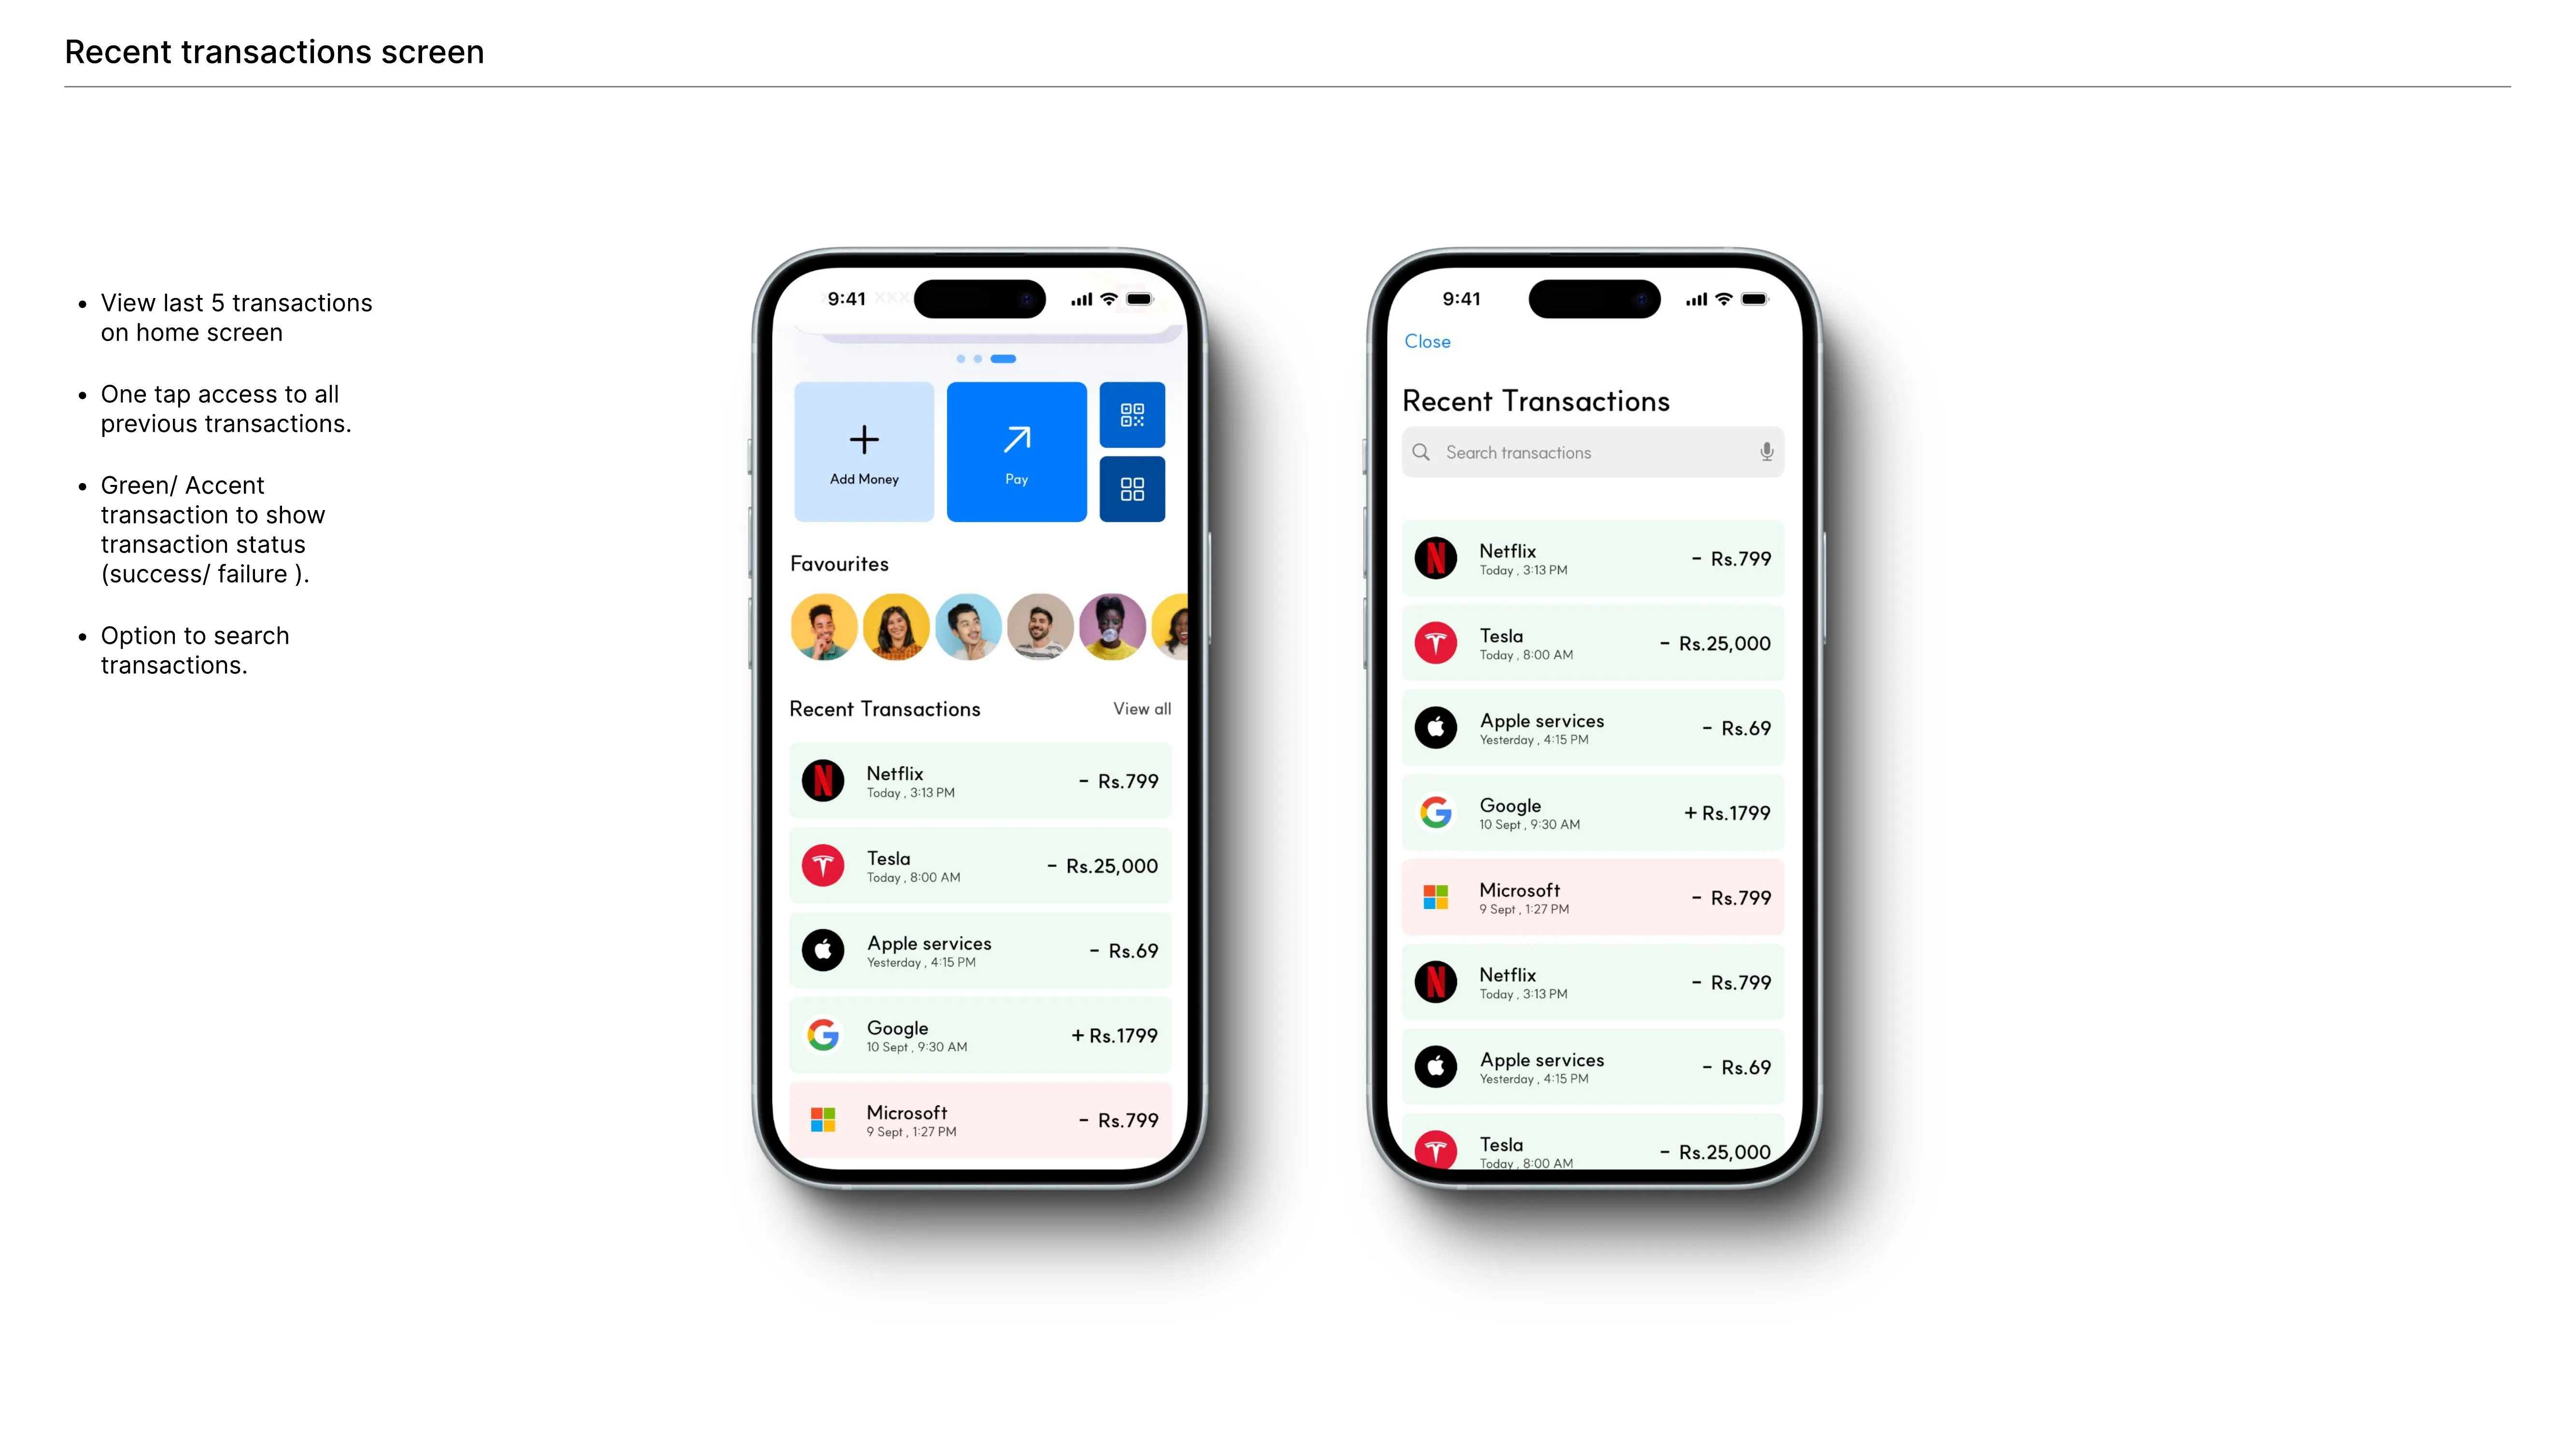 Recent transactions screen
• View last 5 transactions
on home screen
• One tap access to all
previous transactions.
• Green/ Accent
transaction to show
transaction status
(success/ failure ).
• Option to search
transactions.
9:41
XXX
Add Money
Pay
Favourites
Recent Transactions
View all
Netflix
Today , 3:13 PM
- Rs.799
Tesla
Today , 8:00 AM
- Rs.25,000
Apple services
Yesterday , 4:15 PM
- Rs.69
Google
10 Sept , 9:30 AM
+ Rs.1799
Microsoft
9 Sept , 1:27 PM
- Rs.799
9:41
Close
Recent Transactions
Search transactions
Netflix
Today , 3:13 PM
- Rs.799
Tesla
Today , 8:00 AM
- Rs.25,000
Apple services
Yesterday , 4:15 PM
- Rs.69
Google
10 Sept , 9:30 AM
+ Rs.1799
Microsoft
9 Sept , 1:27 PM
- Rs.799
Netflix
Today , 3:13 PM
- Rs.799
Apple services
Yesterday , 4:15 PM
- Rs.69
Tesla
Today , 8:00 AM
- Rs.25,000